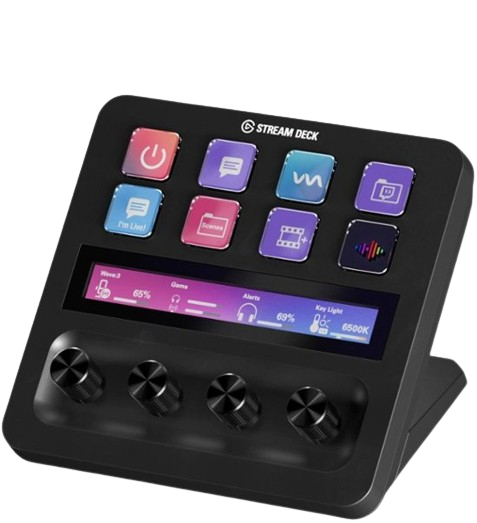 STREAM DECK
I'm Live!
Scenes
Wave:3
65%
Game
Alerts
69%
Key Light
6500K